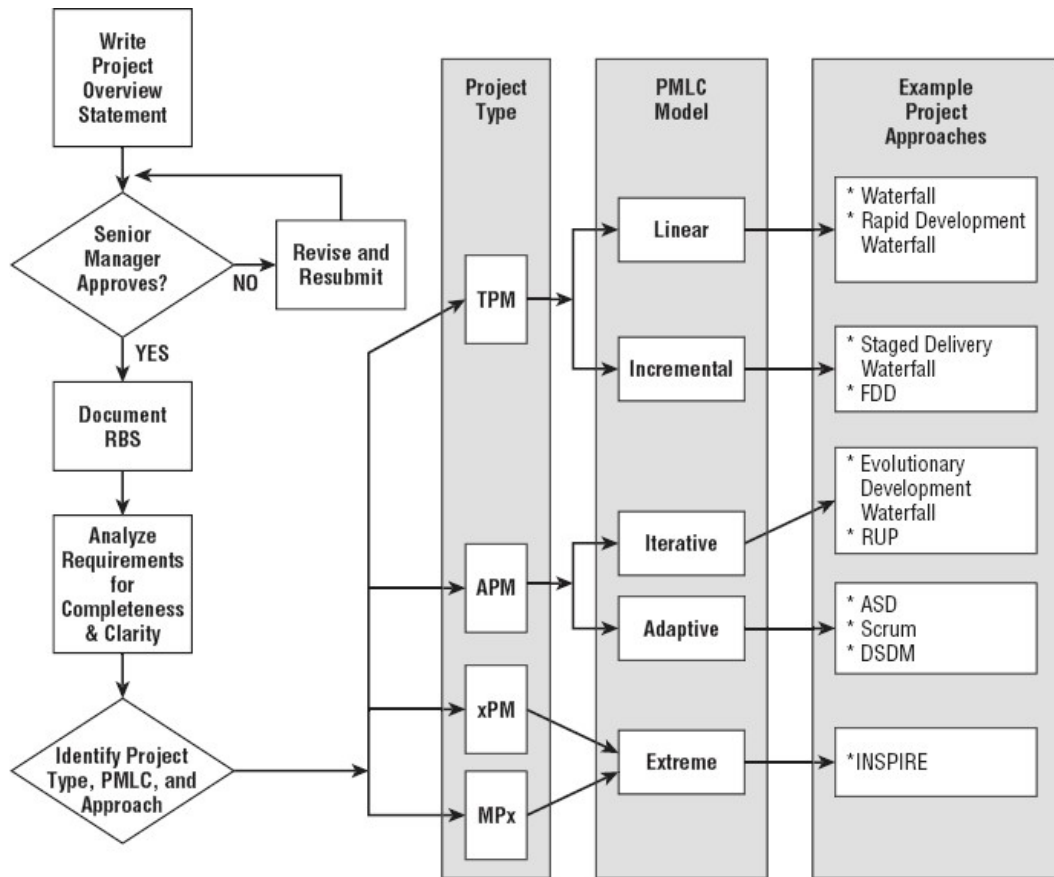 Write
Project
Overview
Statement
Senior
Manager
Approves?
NO
Revise and
Resubmit
YES
Document
RBS
Analyze
Requirements
for
Completeness
& Clarity
Identify Project
Type, PMLC, and
Approach
Project
Type
TPM
APM
xPM
MPx
PMLC
Model
Linear
Incremental
Iterative
Adaptive
Extreme
Example
Project
Approaches
* Waterfall
* Rapid Development
Waterfall
* Staged Delivery
Waterfall
* FDD
* Evolutionary
Development
Waterfall
* RUP
* ASD
* Scrum
* DSDM
*INSPIRE